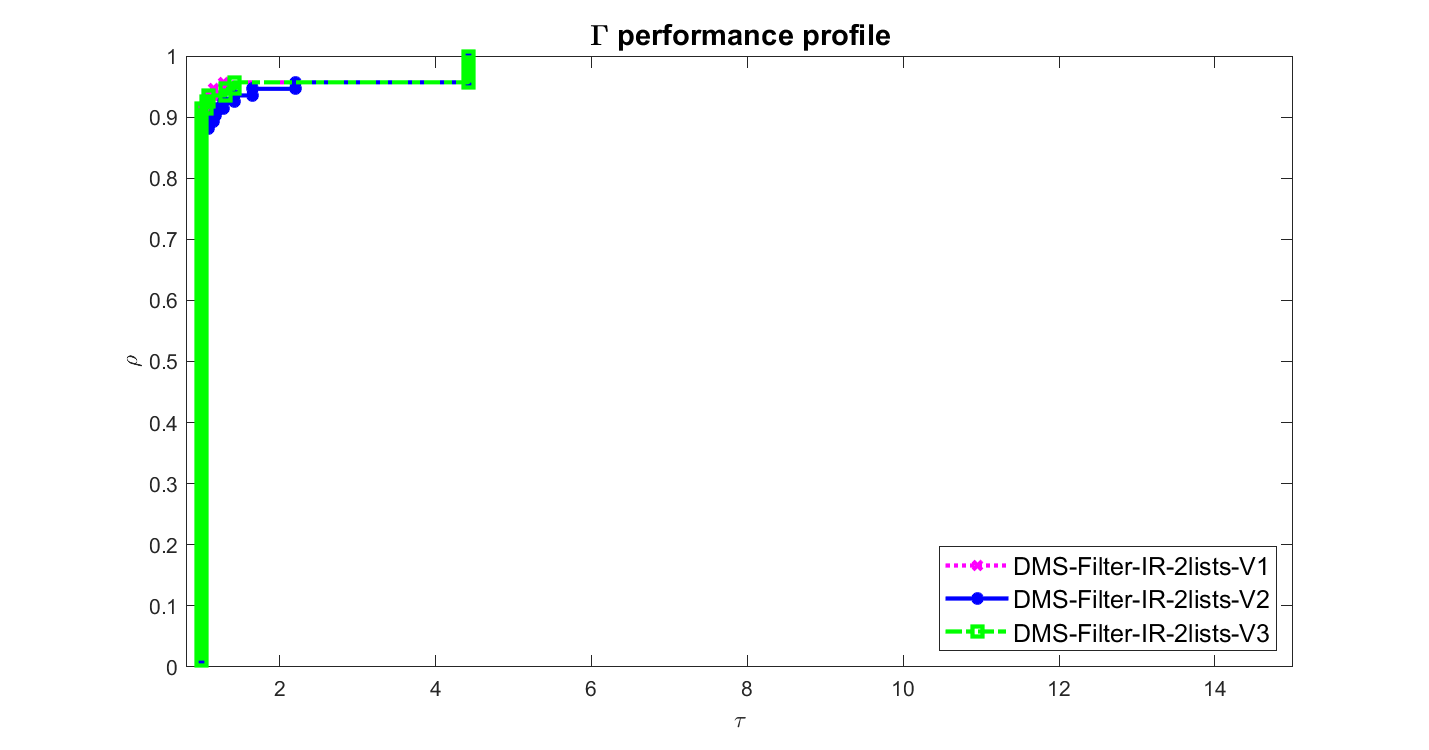 Γ performance profile
1
0.9
0.8
0.7
0.6
0.5
0.4
0.3
0.2
0.1
0
ρ
2 4 6 8 10 12 14
τ
DMS-Filter-IR-2lists-V1
DMS-Filter-IR-2lists-V2
DMS-Filter-IR-2lists-V3